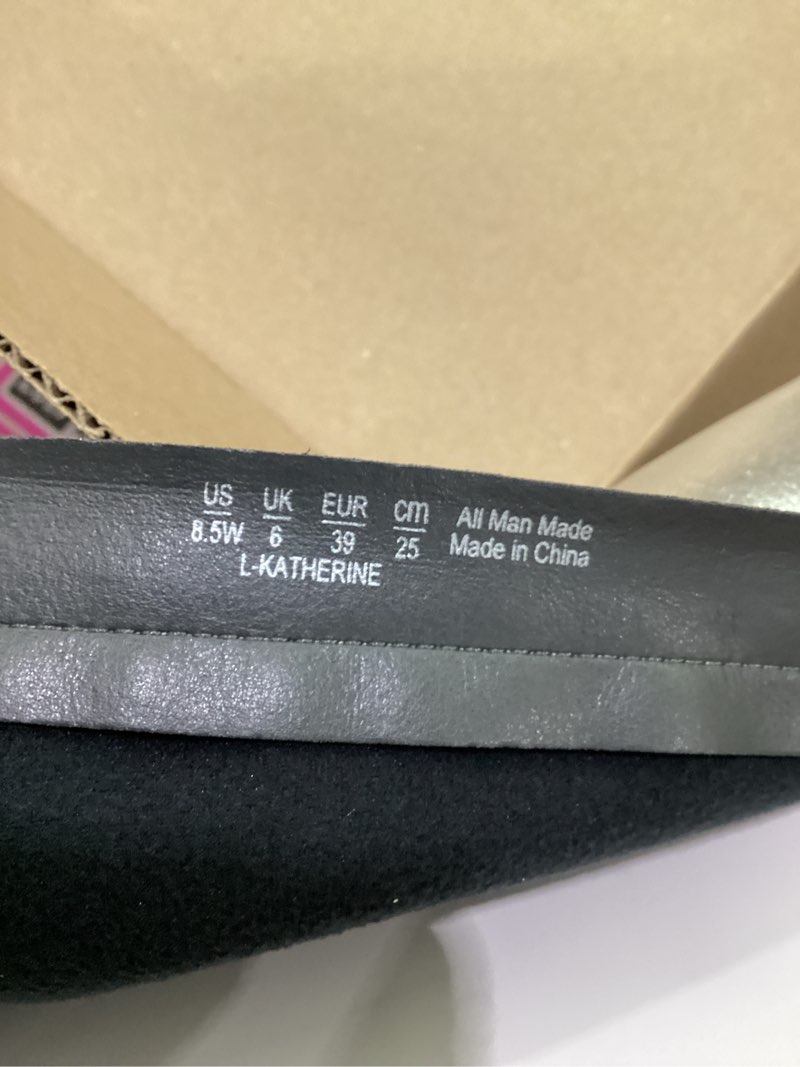 US UK EUR cm All Man Made
8.5W 6 39 25 Made in China
L-KATHERINE